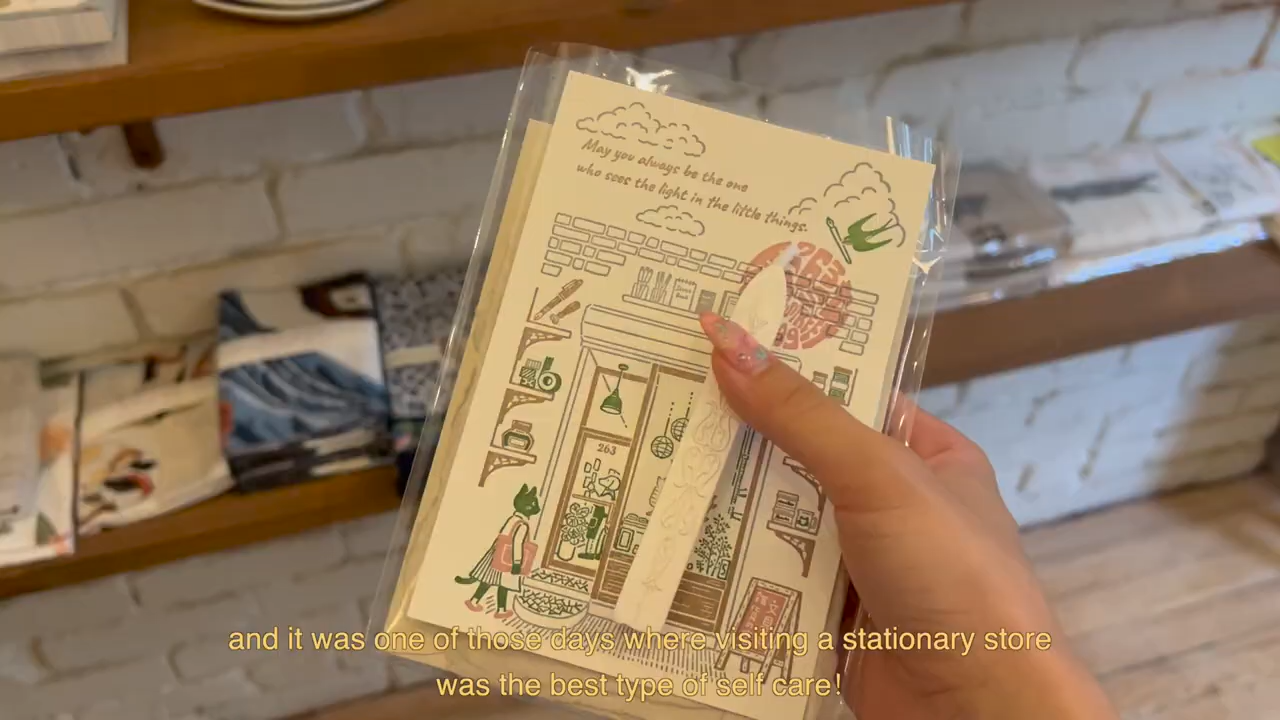 May you always be the one
who sees the light in the little things.
263
263
and it was one of those days where visiting a stationary store
was the best type of self care!